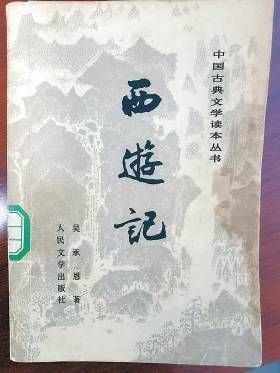 中国古典文学读本丛书
西遊記
吴承恩著
人民文学出版社